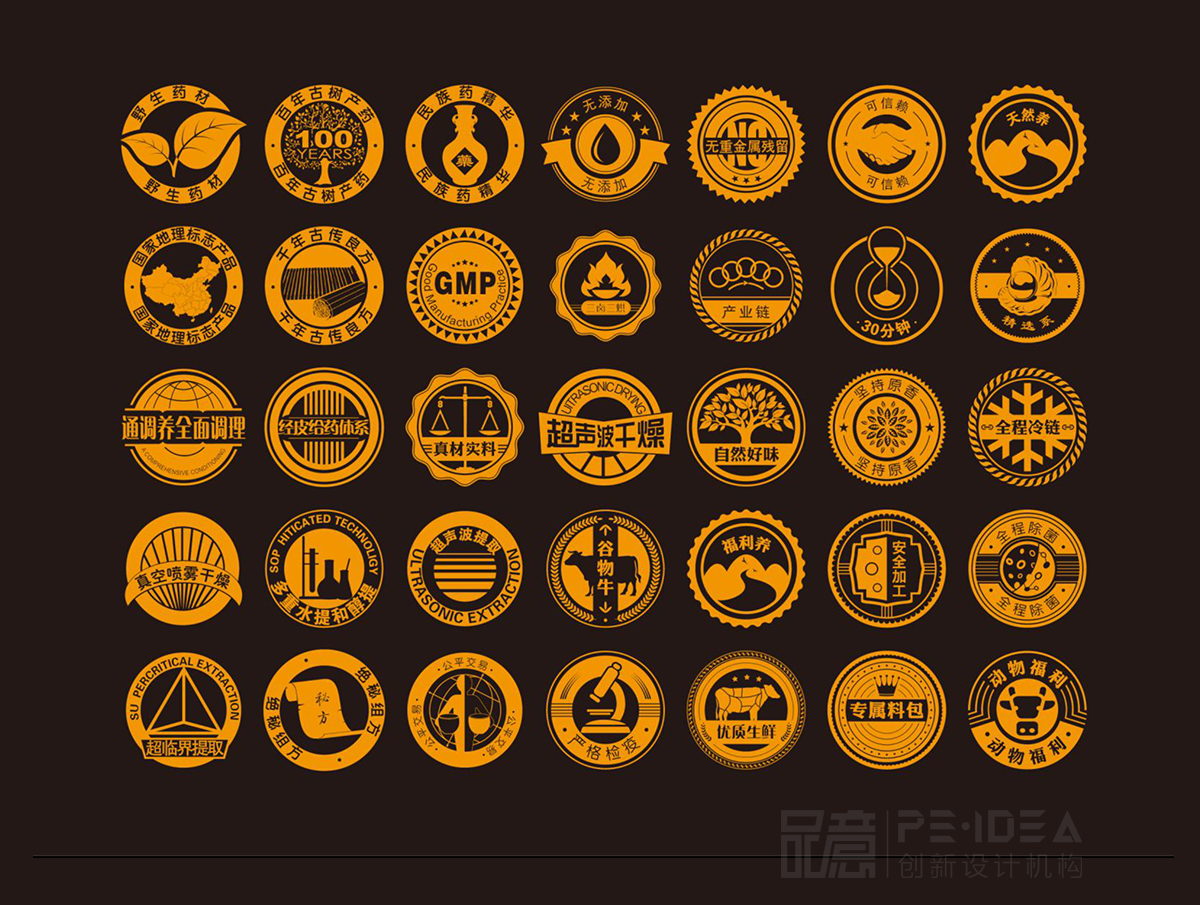 野生药材
野生药材
百年古树产药
100
YEARS
百年古树产药
民族药精华
藥
民族药精华
无添加
无添加
NO
无重金属残留
可信赖
可信赖
天然养
国家地理标志产品
国家地理标志产品
千年古传良方
千年古传良方
GMP
Good Manufacturing Practice
产业链
30分钟
精选系
通调养全面调理
A COMPREHENSIVE CONDITIONING
经皮给药体系
真材实料
UITRASONIC DRYING
超声波干燥
自然好味
坚持原香
坚持原香
全程冷链
真空喷雾干燥
SOP HITICATED TECHNOLIGY
多重水提和醇提
超声波提取
ULTRASONIC EXTRACTION
谷物牛
福利养
安全加工
全程除菌
全程除菌
SU PERCRITICAL EXTRACTION
超临界提取
绝秘组方
秘方
绝秘组方
公平交易
公平交易
公平交易
严格检疫
优质生鲜
专属料包
动物福利
动物福利
品意 PE·IDEA
创新设计机构